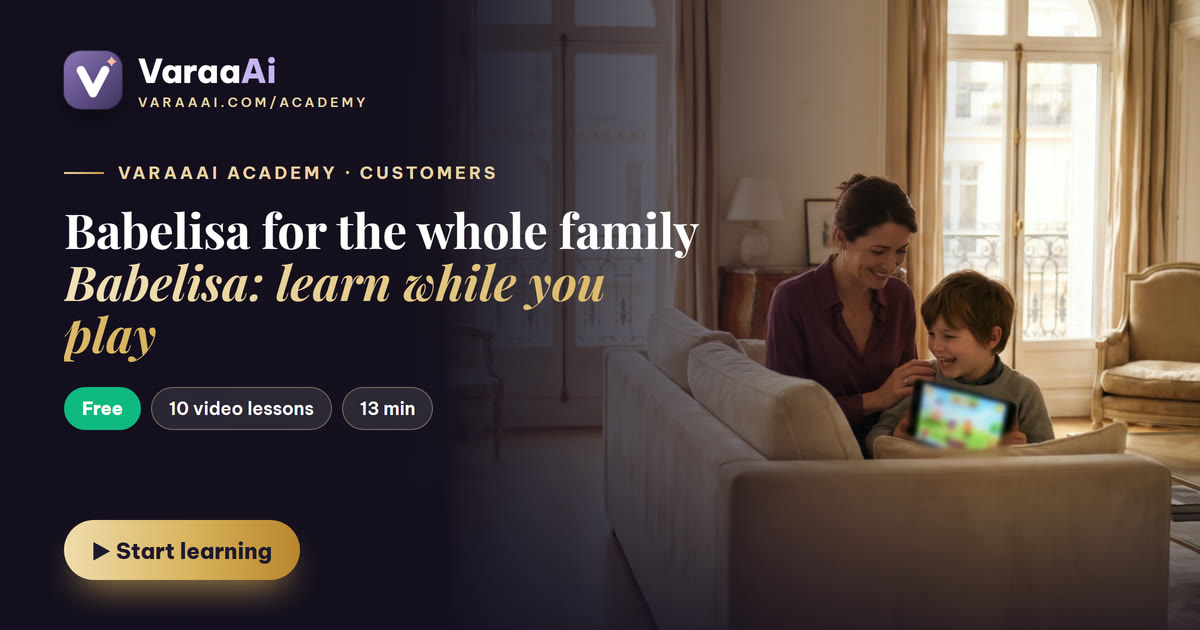 V
VaraaAi
VARAAAI.COM/ACADEMY
VARAAAI ACADEMY · CUSTOMERS
Babelisa for the whole family
Babelisa: learn while you
play
Free
10 video lessons
13 min
▶ Start learning